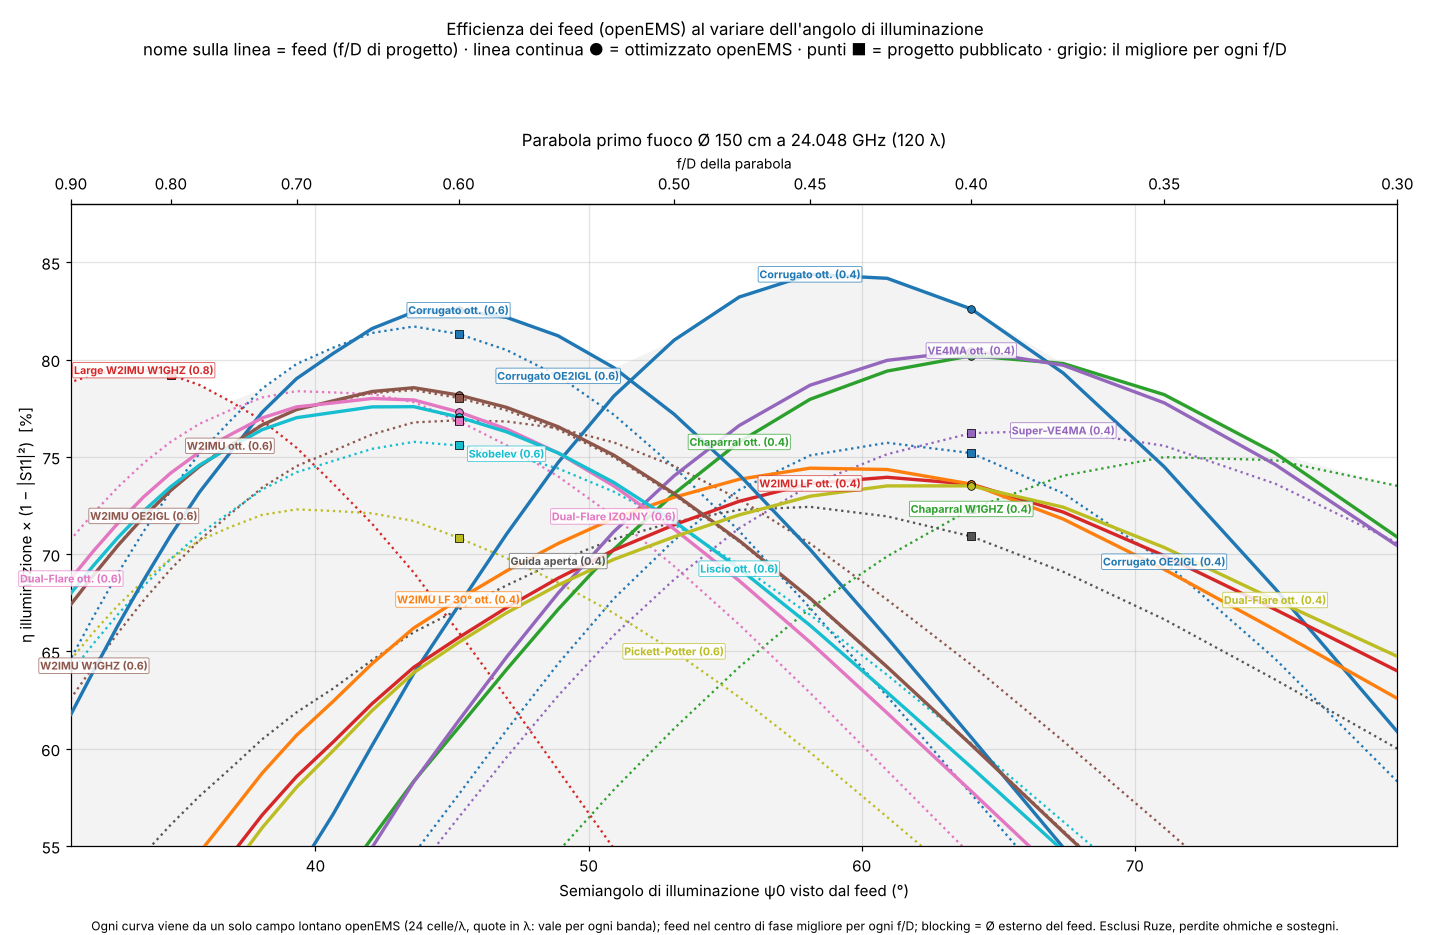 Efficienza dei feed (openEMS) al variare dell'angolo di illuminazione
nome sulla linea = feed (f/D di progetto) · linea continua ● = ottimizzato openEMS · punti ■ = progetto pubblicato · grigio: il migliore per ogni f/D
Parabola primo fuoco Ø 150 cm a 24.048 GHz (120 λ)
f/D della parabola
0.90 0.80 0.70 0.60 0.50 0.45 0.40 0.35 0.30
85
Corrugato ott. (0.4)
Corrugato ott. (0.6)
80
VE4MA ott. (0.4)
Large W2IMU W1GHZ (0.8)
Corrugato OE2IGL (0.6)
Super-VE4MA (0.4)
Chaparral ott. (0.4)
W2IMU ott. (0.6)
Skobelev (0.6)
75
W2IMU LF ott. (0.4)
Chaparral W1GHZ (0.4)
W2IMU OE2IGL (0.6)
Dual-Flare IZ0JNY (0.6)
70
Guida aperta (0.4)
Corrugato OE2IGL (0.4)
Liscio ott. (0.6)
Dual-Flare ott. (0.6)
W2IMU LF 30° ott. (0.4)
Dual-Flare ott. (0.4)
65
Pickett-Potter (0.6)
W2IMU W1GHZ (0.6)
60
55
η illuminazione × (1 − |S11|²) [%]
40 50 60 70
Semiangolo di illuminazione ψ0 visto dal feed (°)
Ogni curva viene da un solo campo lontano openEMS (24 celle/λ, quote in λ: vale per ogni banda); feed nel centro di fase migliore per ogni f/D; blocking = Ø esterno del feed. Esclusi Ruze, perdite ohmiche e sostegni.